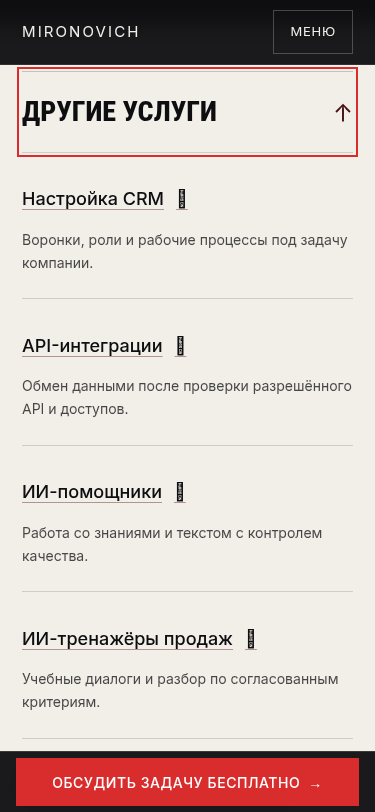 MIRONOVICH
МЕНЮ
ДРУГИЕ УСЛУГИ ↑
Настройка CRM
Воронки, роли и рабочие процессы под задачу
компании.
API-интеграции
Обмен данными после проверки разрешённого
API и доступов.
ИИ-помощники
Работа со знаниями и текстом с контролем
качества.
ИИ-тренажёры продаж
Учебные диалоги и разбор по согласованным
критериям.
ОБСУДИТЬ ЗАДАЧУ БЕСПЛАТНО →